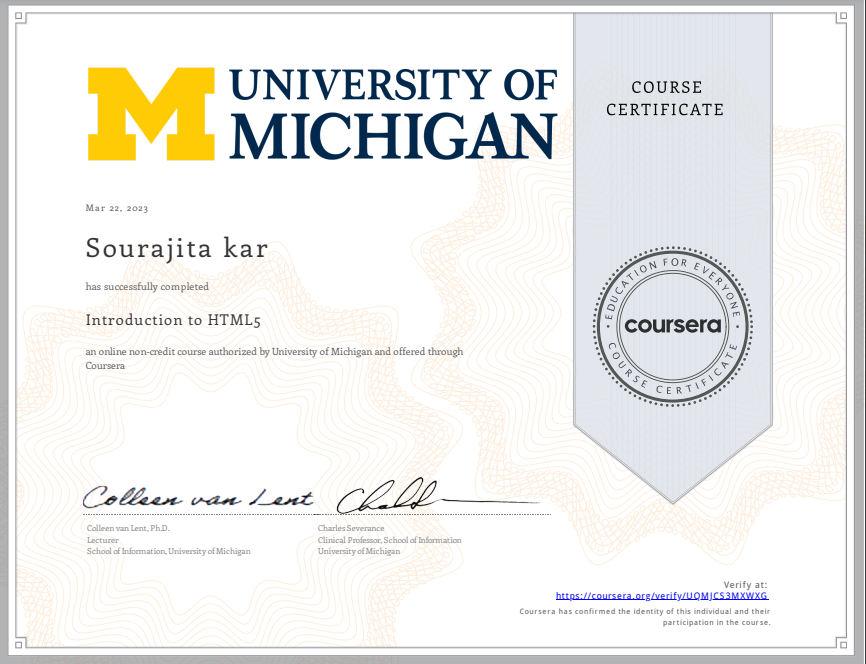 UNIVERSITY OF
MICHIGAN
COURSE
CERTIFICATE
Mar 22, 2023
Sourajita kar
has successfully completed
Introduction to HTML5
an online non-credit course authorized by University of Michigan and offered through
Coursera
EDUCATION FOR EVERYONE
coursera
COURSE CERTIFICATE
Colleen van Lent
Colleen van Lent, Ph.D.
Lecturer
School of Information, University of Michigan
Charles Severance
Clinical Professor, School of Information
University of Michigan
Verify at:
https://coursera.org/verify/UQMJCS3MXWXG
Coursera has confirmed the identity of this individual and their
participation in the course.